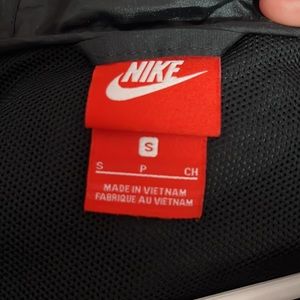 NIKE
S
S P CH
MADE IN VIETNAM
FABRIQUE AU VIETNAM